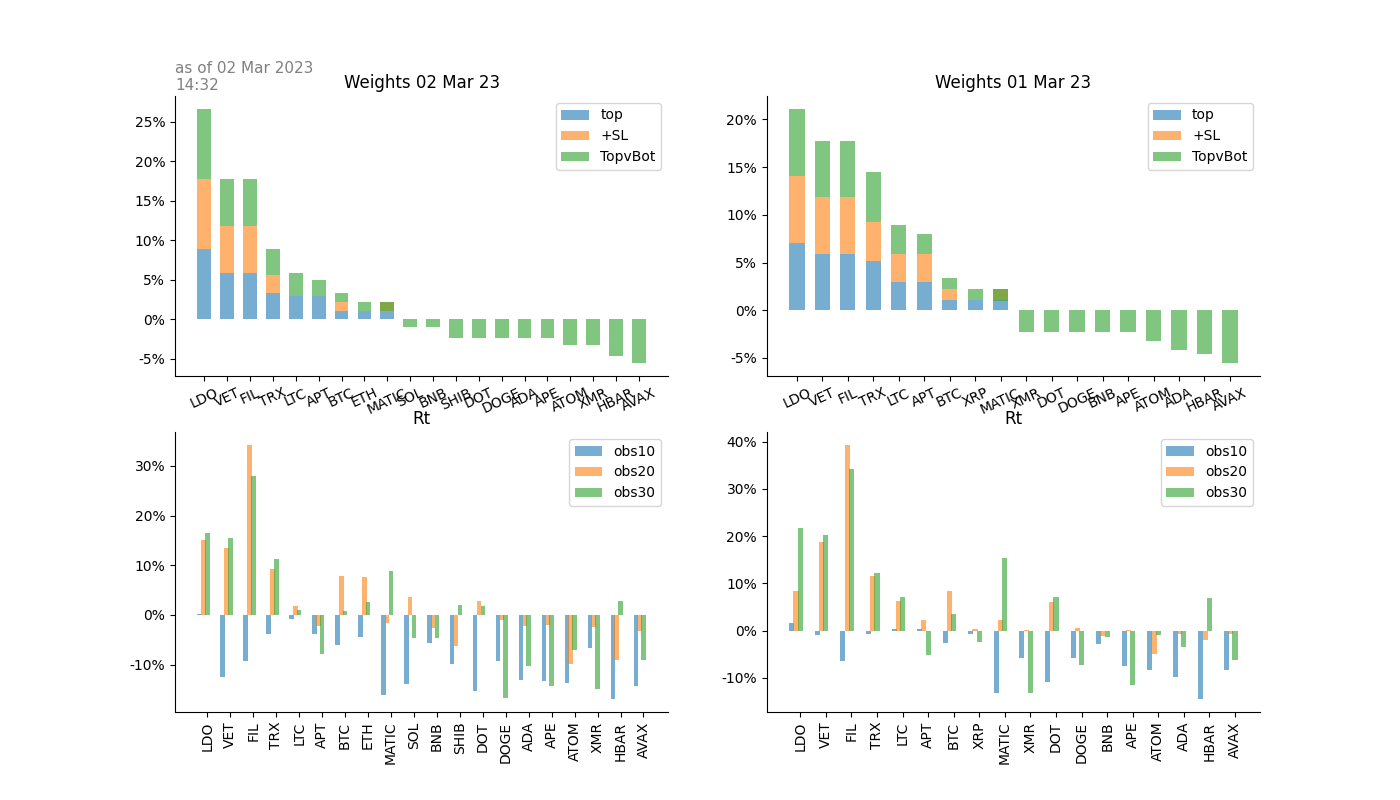 as of 02 Mar 2023
14:32
Weights 02 Mar 23
25%
20%
15%
10%
5%
0%
-5%
top
+SL
TopvBot
LDO VET FIL TRX LTC APT BTC ETH MATIC SOL BNB SHIB DOT DOGE ADA APE ATOM XMR HBAR AVAX
Weights 01 Mar 23
20%
15%
10%
5%
0%
-5%
top
+SL
TopvBot
LDO VET FIL TRX LTC APT BTC XRP MATIC XMR DOT DOGE BNB APE ATOM ADA HBAR AVAX
Rt
30%
20%
10%
0%
-10%
obs10
obs20
obs30
LDO VET FIL TRX LTC APT BTC ETH MATIC SOL BNB SHIB DOT DOGE ADA APE ATOM XMR HBAR AVAX
Rt
40%
30%
20%
10%
0%
-10%
obs10
obs20
obs30
LDO VET FIL TRX LTC APT BTC XRP MATIC XMR DOT DOGE BNB APE ATOM ADA HBAR AVAX